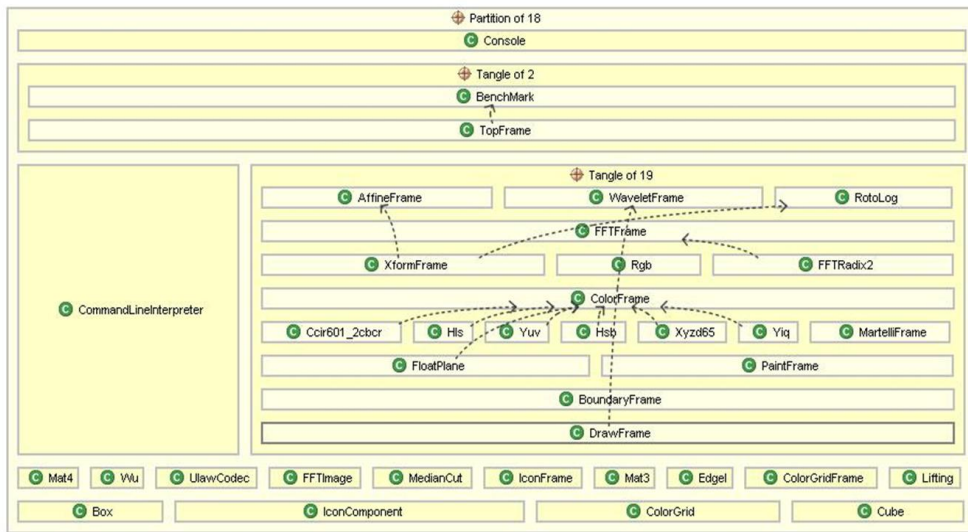 Partition of 18
Console
Tangle of 2
BenchMark
TopFrame
CommandLineInterpreter
Tangle of 19
AffineFrame WaveletFrame RotoLog
FFTFrame
XformFrame Rgb FFTRadix2
ColorFrame
Ccir601_2cbcr Hls Yuv Hsb Xyzd65 Yiq MartelliFrame
FloatPlane PaintFrame
BoundaryFrame
DrawFrame
Mat4 Wu UlawCodec FFTImage MedianCut IconFrame Mat3 Edgel ColorGridFrame Lifting
Box IconComponent ColorGrid Cube